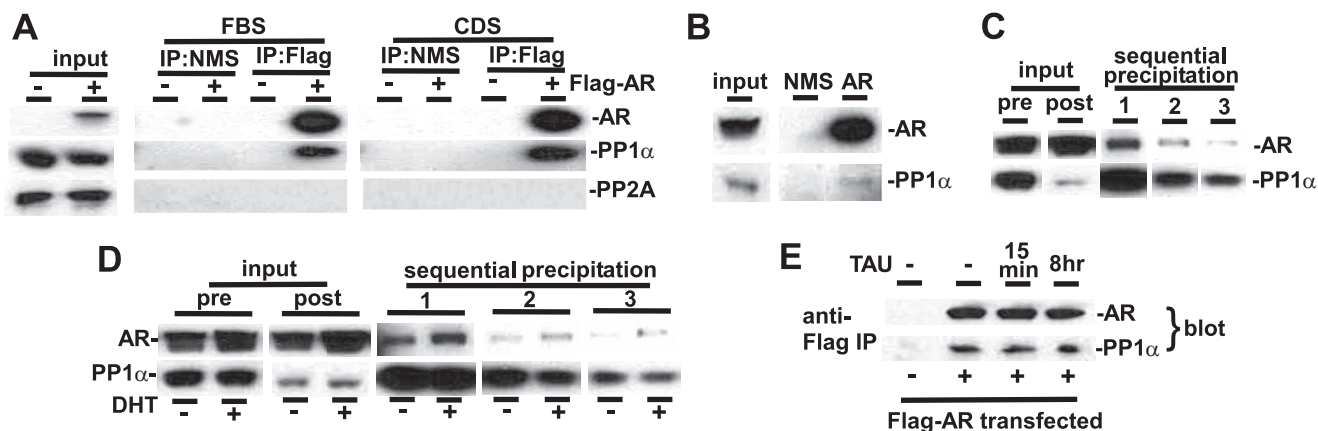 A
FBS
CDS
input
IP:NMS
IP:Flag
IP:NMS
IP:Flag
- + - + - + - + - + Flag-AR
-AR
-PP1α
-PP2A
B
input NMS AR
-AR
-PP1α
C
input
sequential
precipitation
pre post 1 2 3
-AR
-PP1α
D
input
sequential precipitation
pre post 1 2 3
AR-
PP1α-
DHT - + - + - + - + - +
E
TAU - - 15 min 8hr
anti-
Flag IP
-AR
-PP1α
} blot
- + + +
Flag-AR transfected